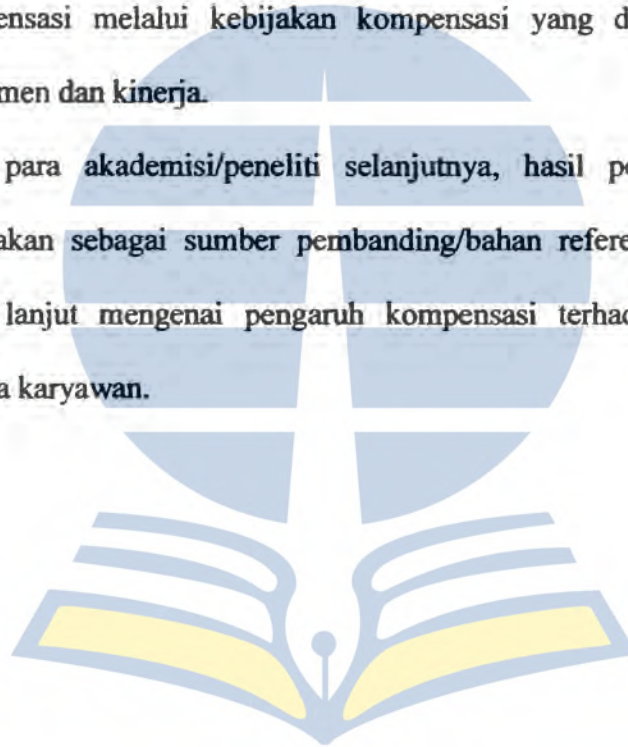 ensasi melalui kebijakan kompensasi yang d
men dan kinerja.
para akademisi/peneliti selanjutnya, hasil pe
akan sebagai sumber pembanding/bahan refere
lanjut mengenai pengaruh kompensasi terhad
a karyawan.